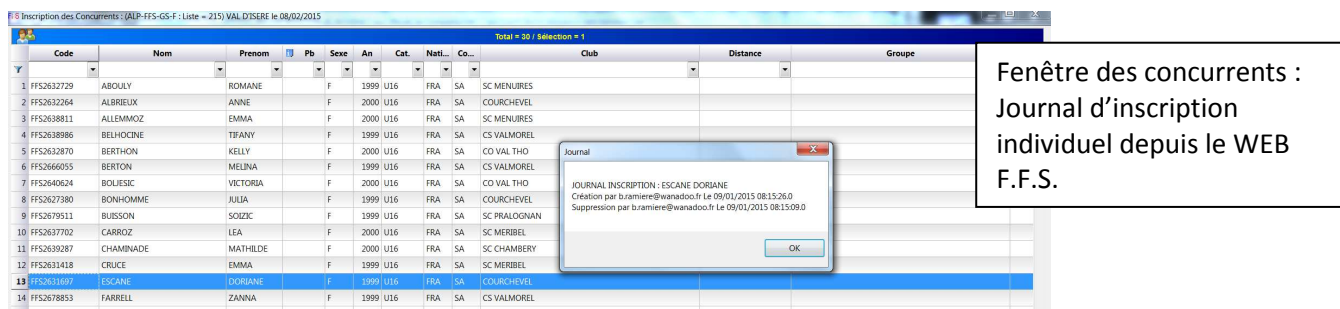 Inscription des Concurrents : (ALP-FFS-GS-F : Liste = 215) VAL D'ISERE le 08/02/2015
Total = 30 / Sélection = 1
Code Nom Prenom Pb Sexe An Cat. Nati... Co... Club Distance Groupe
1 FFS2632729 ABOULY ROMANE F 1999 U16 FRA SA SC MENUIRES
2 FFS2632264 ALBRIEUX ANNE F 2000 U16 FRA SA COURCHEVEL
3 FFS2638811 ALLEMMOZ EMMA F 2000 U16 FRA SA SC MENUIRES
4 FFS2638986 BELHOCINE TIFANY F 1999 U16 FRA SA CS VALMOREL
5 FFS2632870 BERTHON KELLY F 2000 U16 FRA SA CO VAL THO
6 FFS2666055 BERTON MELINA F 1999 U16 FRA SA CS VALMOREL
7 FFS2640624 BOLJESIC VICTORIA F 2000 U16 FRA SA CO VAL THO
8 FFS2627380 BONHOMME JULIA F 1999 U16 FRA SA COURCHEVEL
9 FFS2679511 BUISSON SOIZIC F 1999 U16 FRA SA SC PRALOGNAN
10 FFS2637702 CARROZ LEA F 2000 U16 FRA SA SC MERIBEL
11 FFS2639287 CHAMINADE MATHILDE F 2000 U16 FRA SA SC CHAMBERY
12 FFS2631418 CRUCE EMMA F 1999 U16 FRA SA SC MERIBEL
13 FFS2631697 ESCANE DORIANE F 1999 U16 FRA SA COURCHEVEL
14 FFS2678853 FARRELL ZANNA F 1999 U16 FRA SA CS VALMOREL
Journal
JOURNAL INSCRIPTION : ESCANE DORIANE
Création par b.ramiere@wanadoo.fr Le 09/01/2015 08:15:26.0
Suppression par b.ramiere@wanadoo.fr Le 09/01/2015 08:15:09.0
OK
Fenêtre des concurrents :
Journal d'inscription
individuel depuis le WEB
F.F.S.